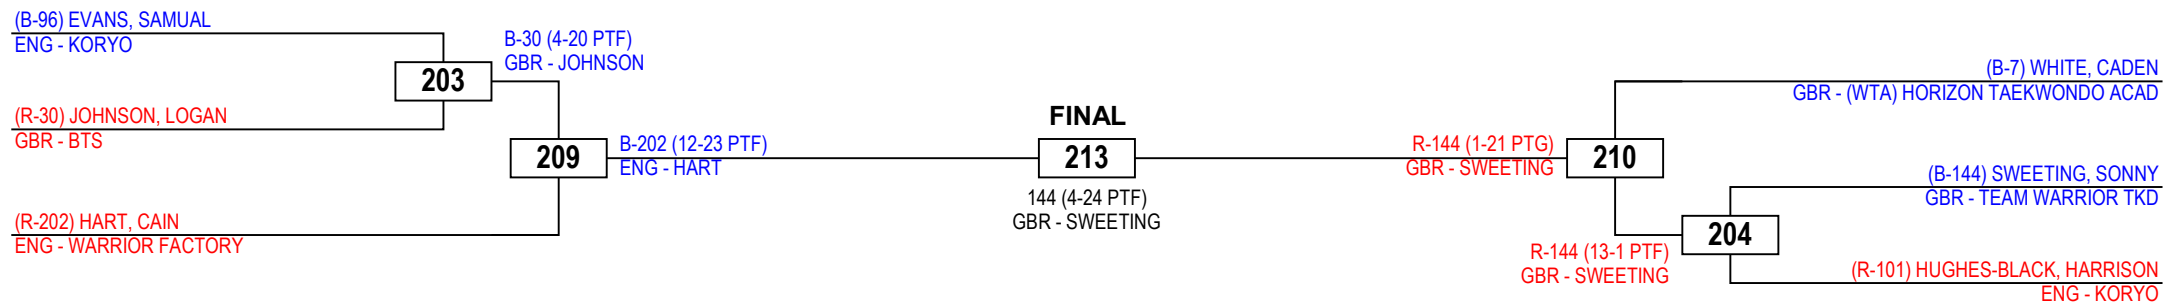 (B-96) EVANS, SAMUAL
ENG - KORYO
203
(R-30) JOHNSON, LOGAN
GBR - BTS
B-30 (4-20 PTF)
GBR - JOHNSON
209
(R-202) HART, CAIN
ENG - WARRIOR FACTORY
B-202 (12-23 PTF)
ENG - HART
FINAL
213
144 (4-24 PTF)
GBR - SWEETING
R-144 (1-21 PTG)
GBR - SWEETING
210
(B-7) WHITE, CADEN
GBR - (WTA) HORIZON TAEKWONDO ACAD
(B-144) SWEETING, SONNY
GBR - TEAM WARRIOR TKD
204
R-144 (13-1 PTF)
GBR - SWEETING
(R-101) HUGHES-BLACK, HARRISON
ENG - KORYO